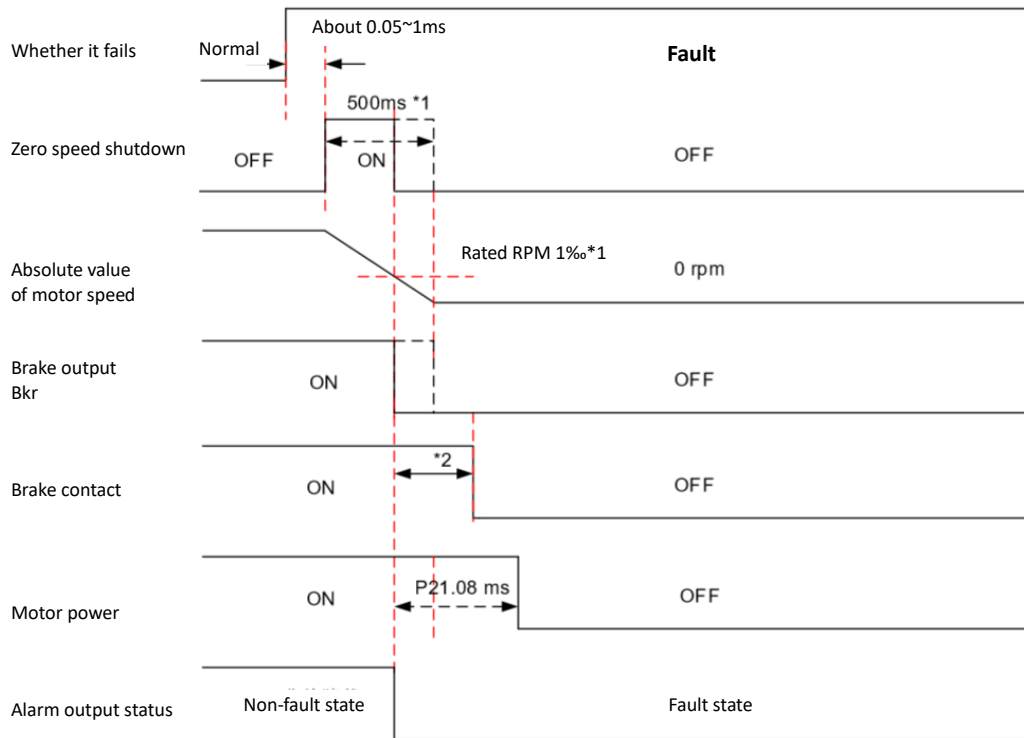 About 0.05~1ms
Whether it fails
Normal
Fault
500ms *1
Zero speed shutdown
OFF
ON
OFF
Rated RPM 1‰*1
Absolute value
of motor speed
0 rpm
Brake output
Bkr
ON
OFF
*2
Brake contact
ON
OFF
P21.08 ms
Motor power
ON
OFF
Alarm output status
Non-fault state
Fault state